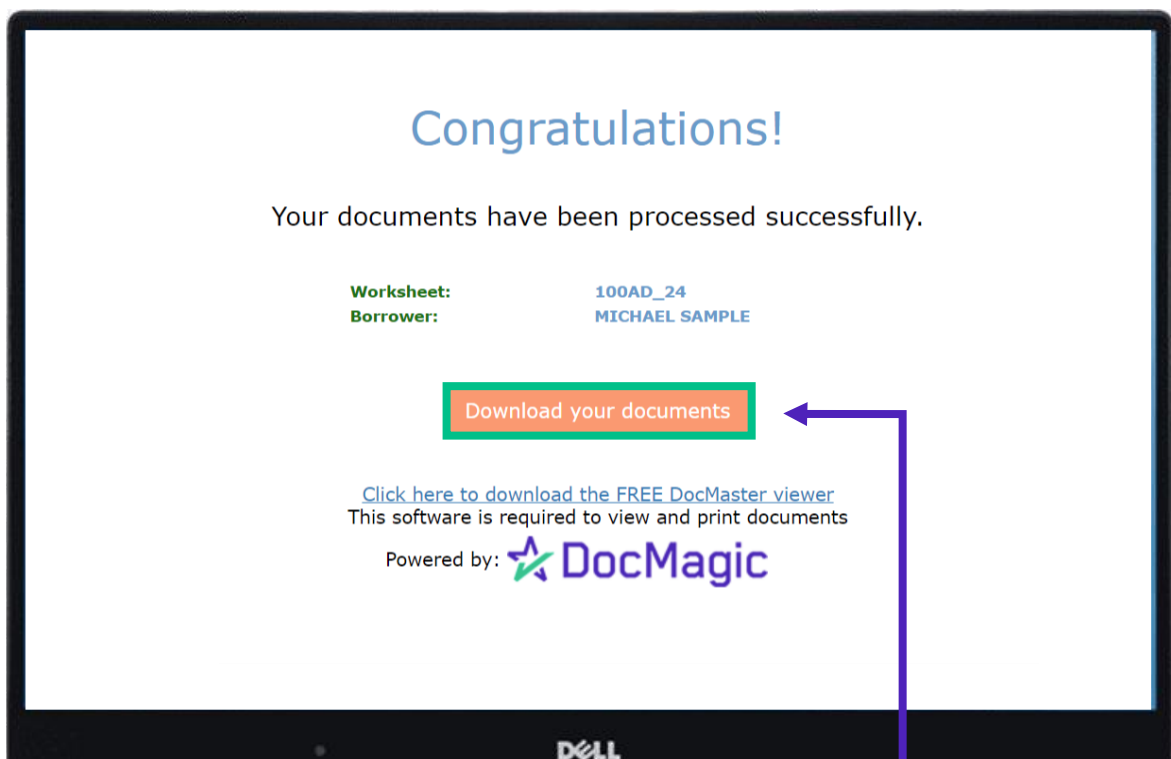 Congratulations!
Your documents have been processed successfully.
Worksheet: 100AD_24
Borrower: MICHAEL SAMPLE
Download your documents
Click here to download the FREE DocMaster viewer
This software is required to view and print documents
Powered by: DocMagic
DELL